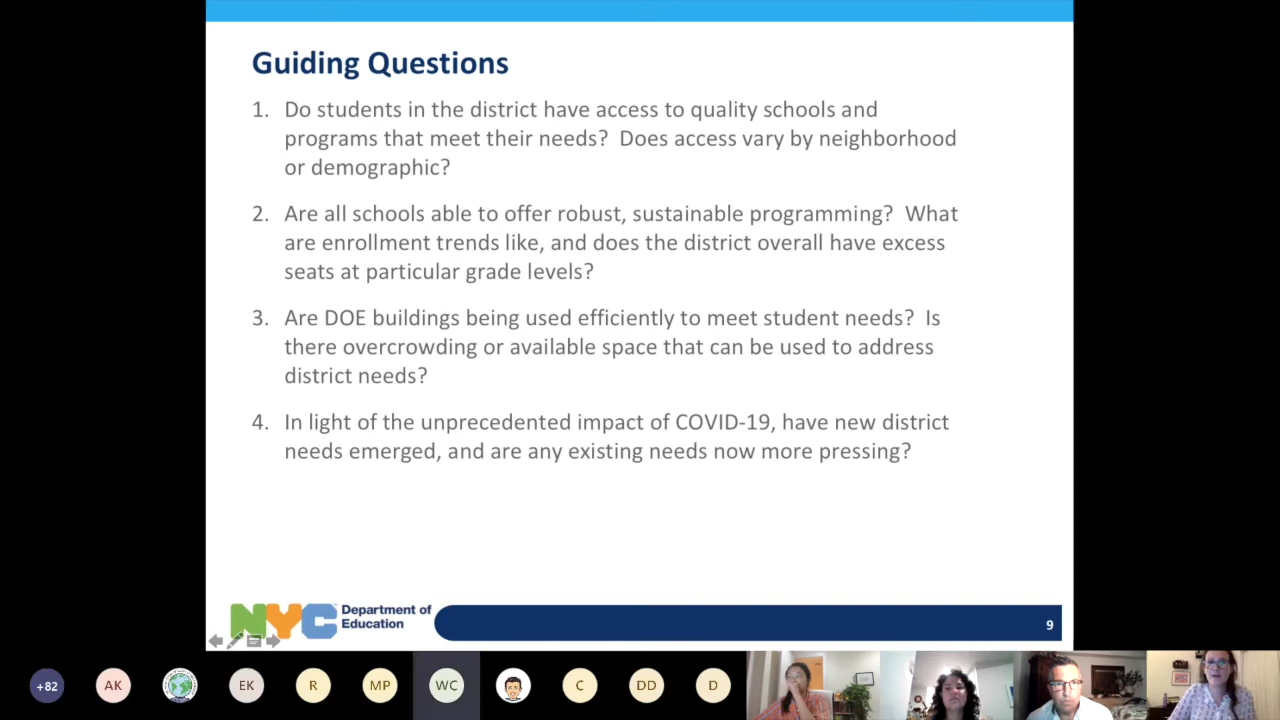 Guiding Questions
1. Do students in the district have access to quality schools and
programs that meet their needs?  Does access vary by neighborhood
or demographic?
2. Are all schools able to offer robust, sustainable programming?  What
are enrollment trends like, and does the district overall have excess
seats at particular grade levels?
3. Are DOE buildings being used efficiently to meet student needs?  Is
there overcrowding or available space that can be used to address
district needs?
4. In light of the unprecedented impact of COVID-19, have new district
needs emerged, and are any existing needs now more pressing?
NYC Department of
Education
9
+82 AK EK R MP WC C DD D